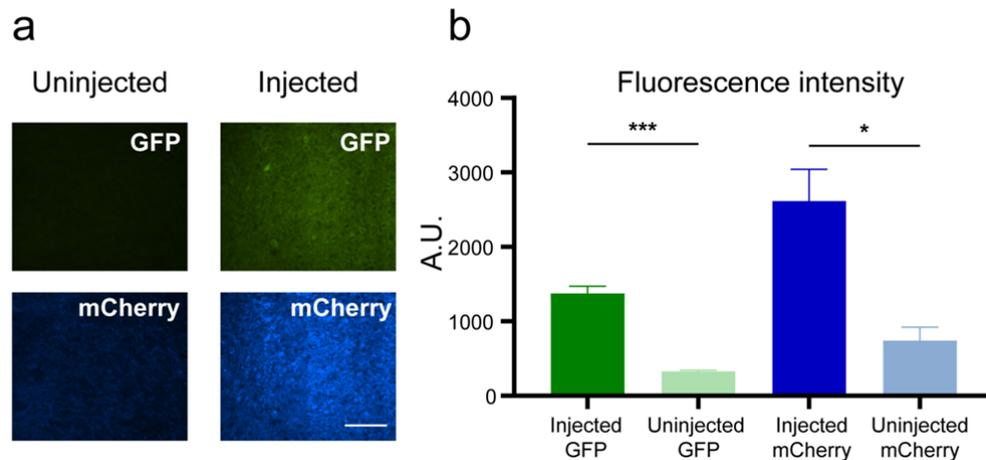 a
Uninjected
Injected
GFP
GFP
mCherry
mCherry
b
Fluorescence intensity
4000
3000
2000
1000
0
A.U.
***
*
Injected
GFP
Uninjected
GFP
Injected
mCherry
Uninjected
mCherry